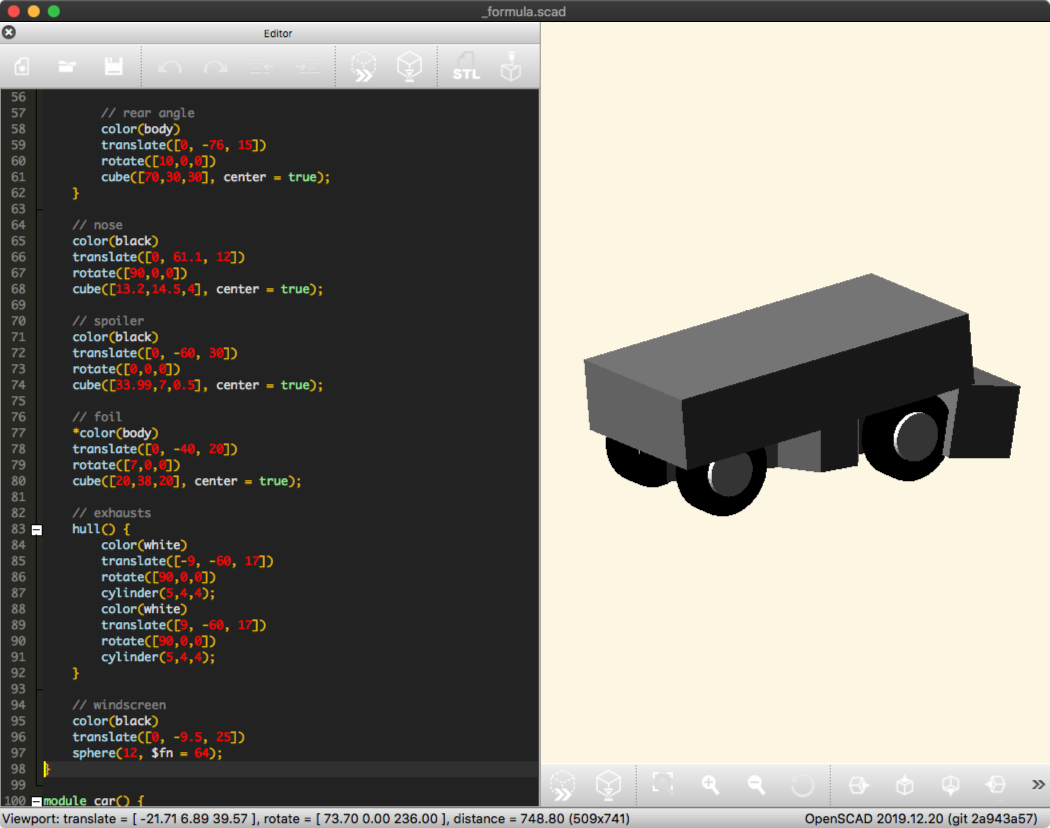 _formula.scad
Editor
STL
56
57 // rear angle
58 color(body)
59 translate([0, -76, 15])
60 rotate([10,0,0])
61 cube([70,30,30], center = true);
62 }
63
64 // nose
65 color(black)
66 translate([0, 61.1, 12])
67 rotate([90,0,0])
68 cube([13.2,14.5,4], center = true);
69
70 // spoiler
71 color(black)
72 translate([0, -60, 30])
73 rotate([0,0,0])
74 cube([33.99,7,0.5], center = true);
75
76 // foil
77 *color(body)
78 translate([0, -40, 20])
79 rotate([7,0,0])
80 cube([20,38,20], center = true);
81
82 // exhausts
83 hull() {
84 color(white)
85 translate([-9, -60, 17])
86 rotate([90,0,0])
87 cylinder(5,4,4);
88 color(white)
89 translate([9, -60, 17])
90 rotate([90,0,0])
91 cylinder(5,4,4);
92 }
93
94 // windscreen
95 color(black)
96 translate([0, -9.5, 25])
97 sphere(12, $fn = 64);
98 }
99
100 module car() {
Viewport: translate = [ -21.71 6.89 39.57 ], rotate = [ 73.70 0.00 236.00 ], distance = 748.80 (509x741)
OpenSCAD 2019.12.20 (git 2a943a57)